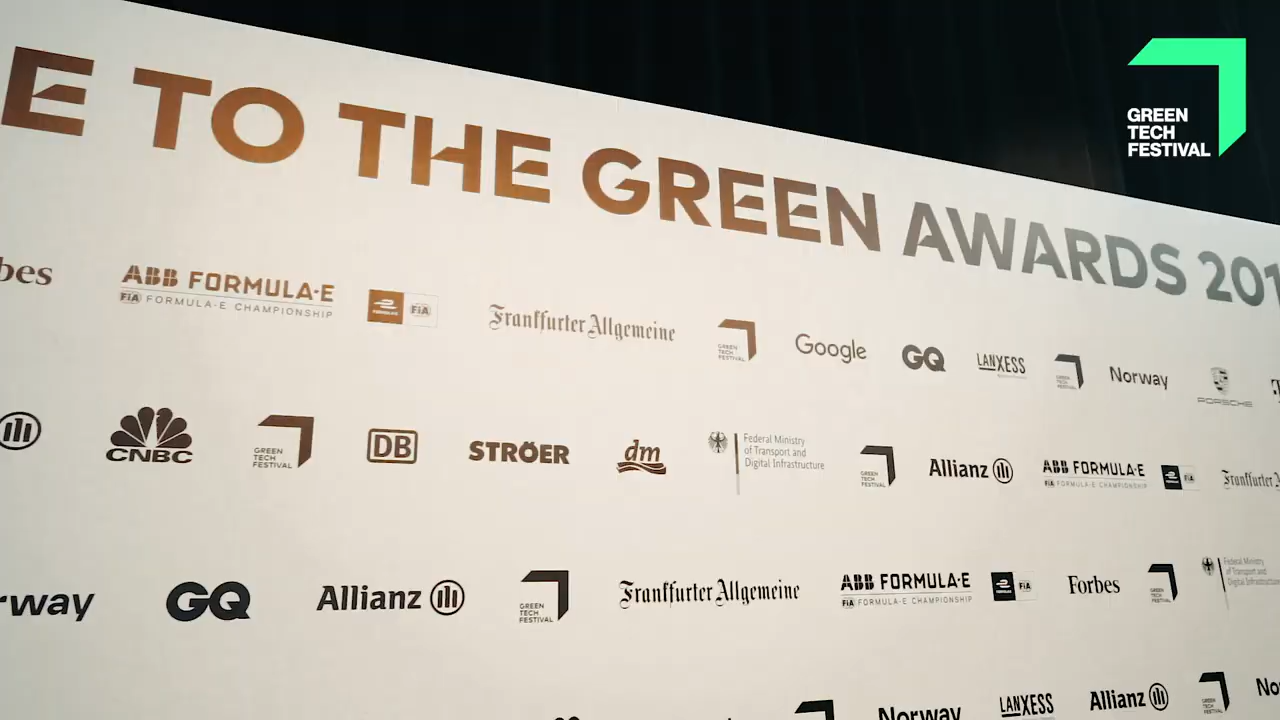 GREEN
TECH
FESTIVAL
E TO THE GREEN AWARDS 201
bes
ABB FORMULA-E
FIA FORMULA-E CHAMPIONSHIP
FIA
Frankfurter Allgemeine
GREEN
TECH
FESTIVAL
Google
GQ
LANXESS
GREEN
TECH
FESTIVAL
Norway
PORSCHE
CNBC
GREEN
TECH
FESTIVAL
DB
STRÖER
dm
Federal Ministry
of Transport and
Digital Infrastructure
GREEN
TECH
FESTIVAL
Allianz
ABB FORMULA-E
FIA FORMULA-E CHAMPIONSHIP
FIA
Frankfurter A
rway
GQ
Allianz
GREEN
TECH
FESTIVAL
Frankfurter Allgemeine
ABB FORMULA-E
FIA FORMULA-E CHAMPIONSHIP
FIA
Forbes
GREEN
TECH
FESTIVAL
Federal Ministry
of Transport and
Digital Infrastructure
Norway
LANXESS
Allianz
GREEN
TECH
FESTIVAL
No